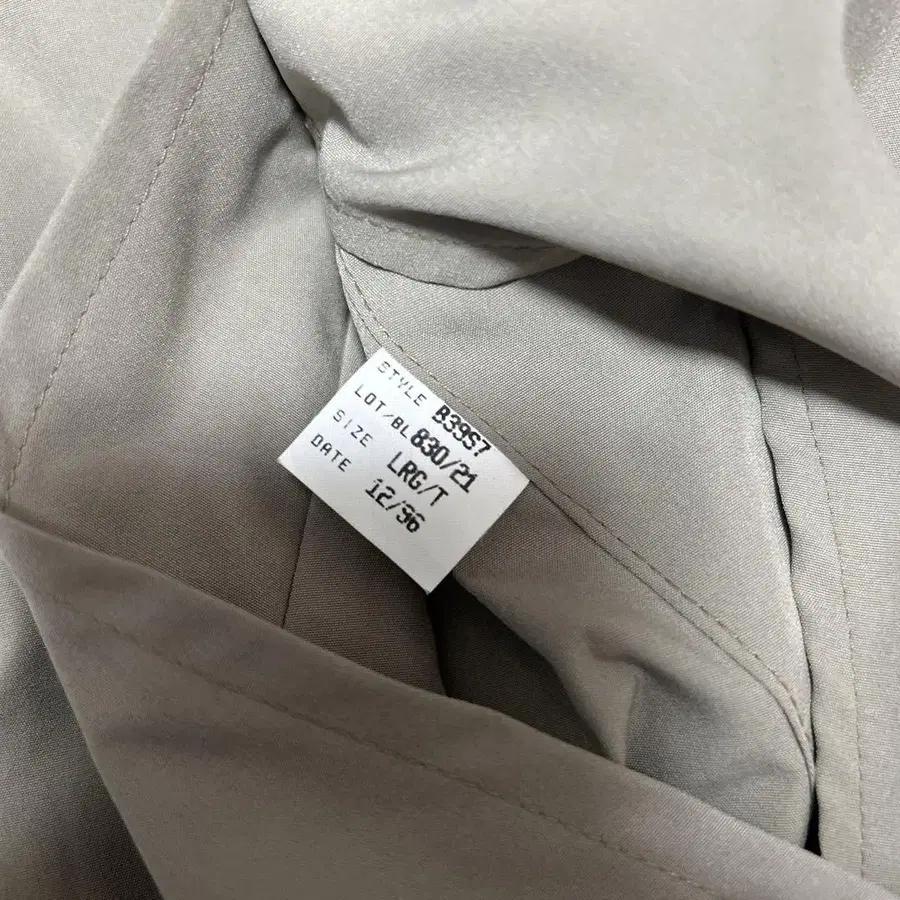 STYLE B39S7
LOT/BL 830/21
SIZE LRG/T
DATE 12/96